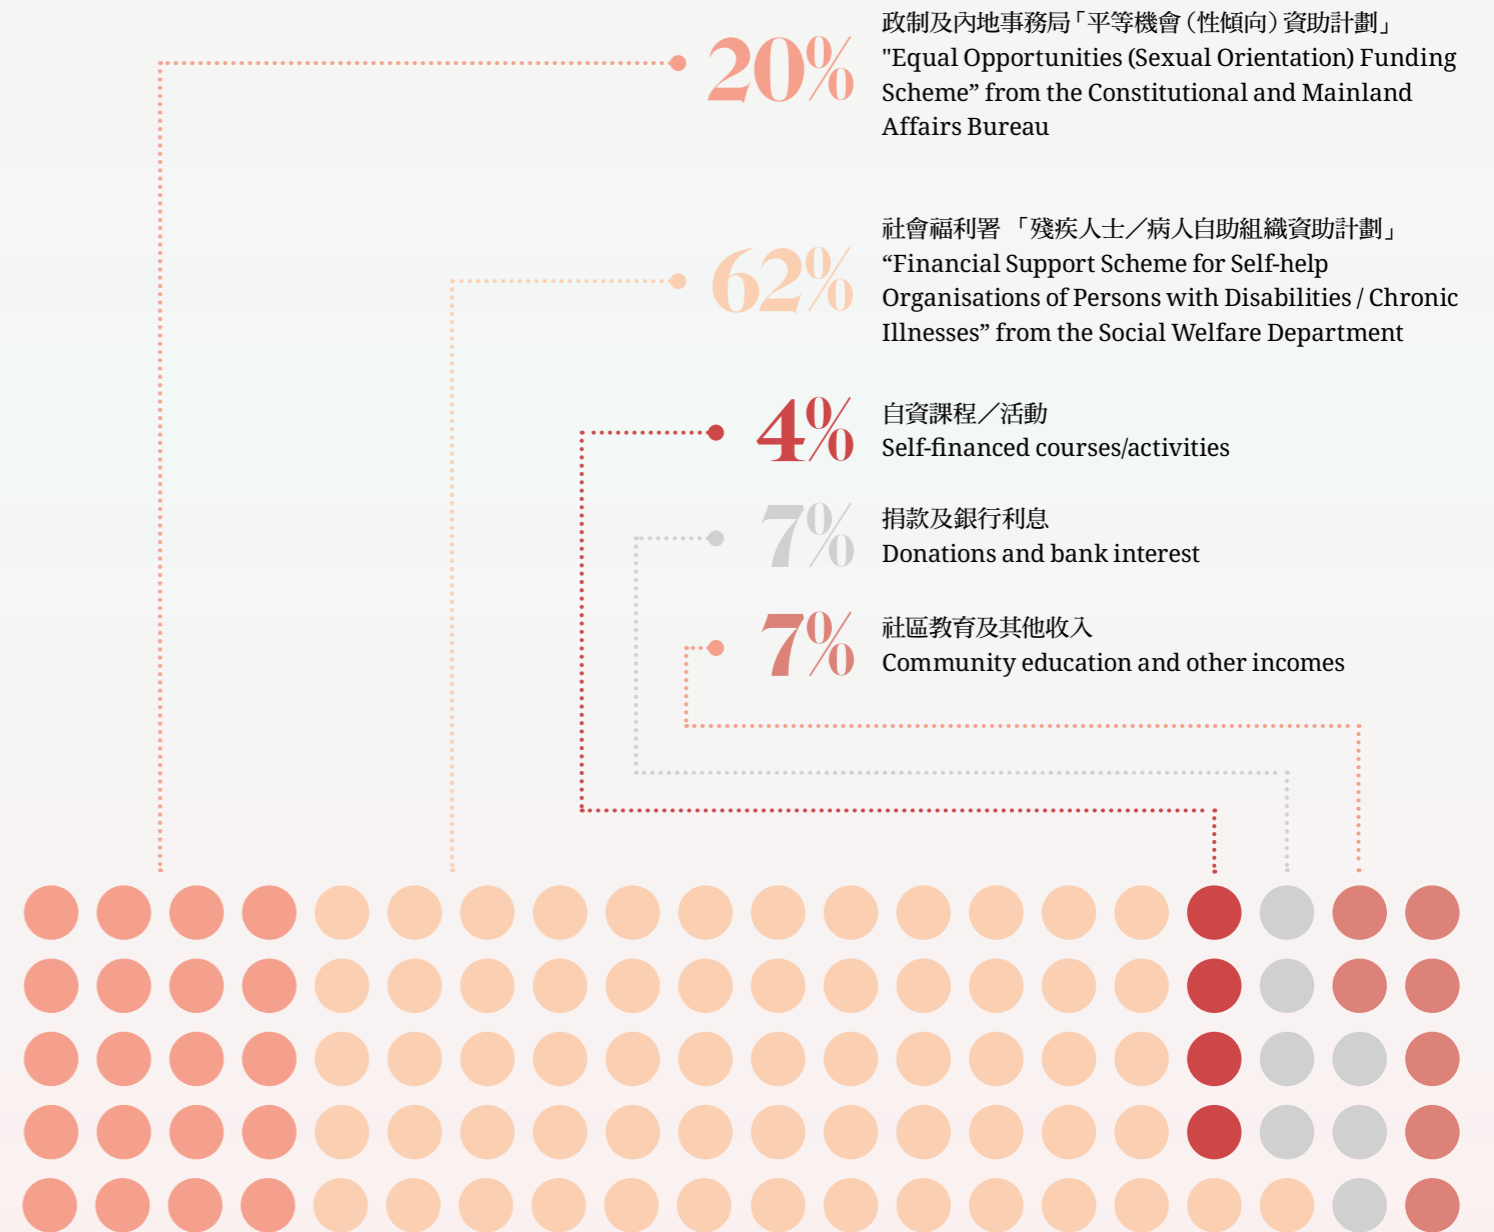 20%
政制及內地事務局「平等機會（性傾向）資助計劃」
"Equal Opportunities (Sexual Orientation) Funding
Scheme” from the Constitutional and Mainland
Affairs Bureau
62%
社會福利署 「殘疾人士／病人自助組織資助計劃」
“Financial Support Scheme for Self-help
Organisations of Persons with Disabilities / Chronic
Illnesses” from the Social Welfare Department
4%
自資課程／活動
Self-financed courses/activities
7%
捐款及銀行利息
Donations and bank interest
7%
社區教育及其他收入
Community education and other incomes